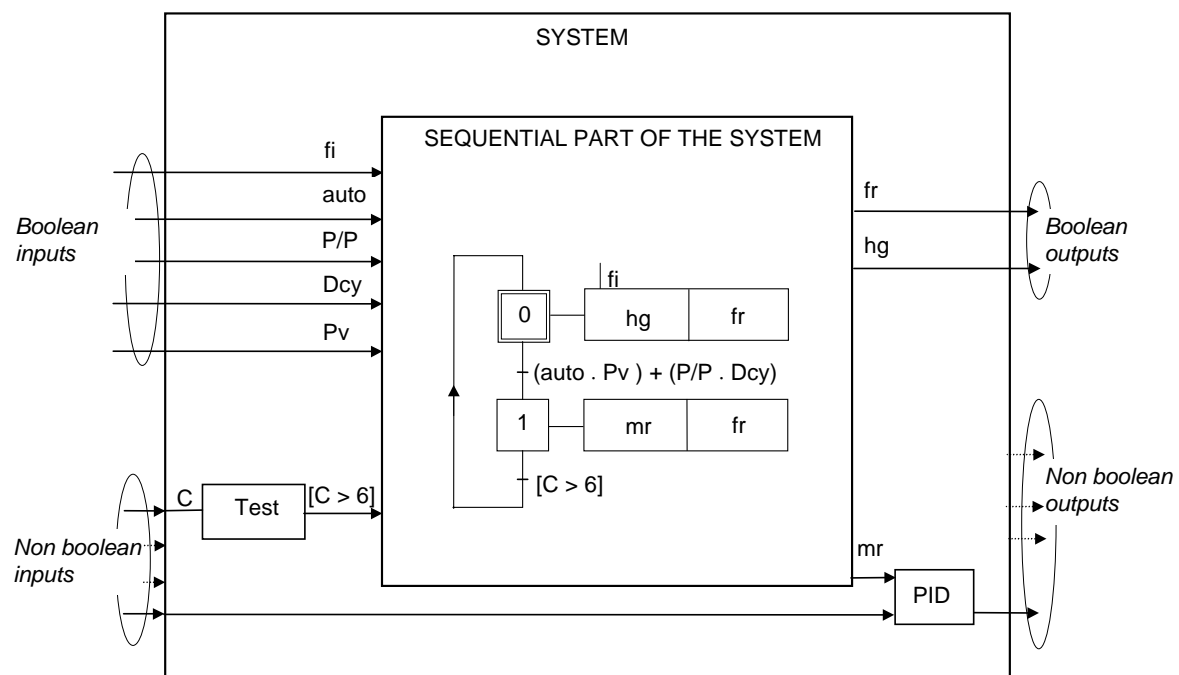 SYSTEM
SEQUENTIAL PART OF THE SYSTEM
Boolean
inputs
fi
auto
P/P
Dcy
Pv
fr
hg
Boolean
outputs
fi
0
hg
fr
(auto . Pv ) + (P/P . Dcy)
1
mr
fr
[C > 6]
Non boolean
inputs
C
Test
[C > 6]
mr
PID
Non boolean
outputs